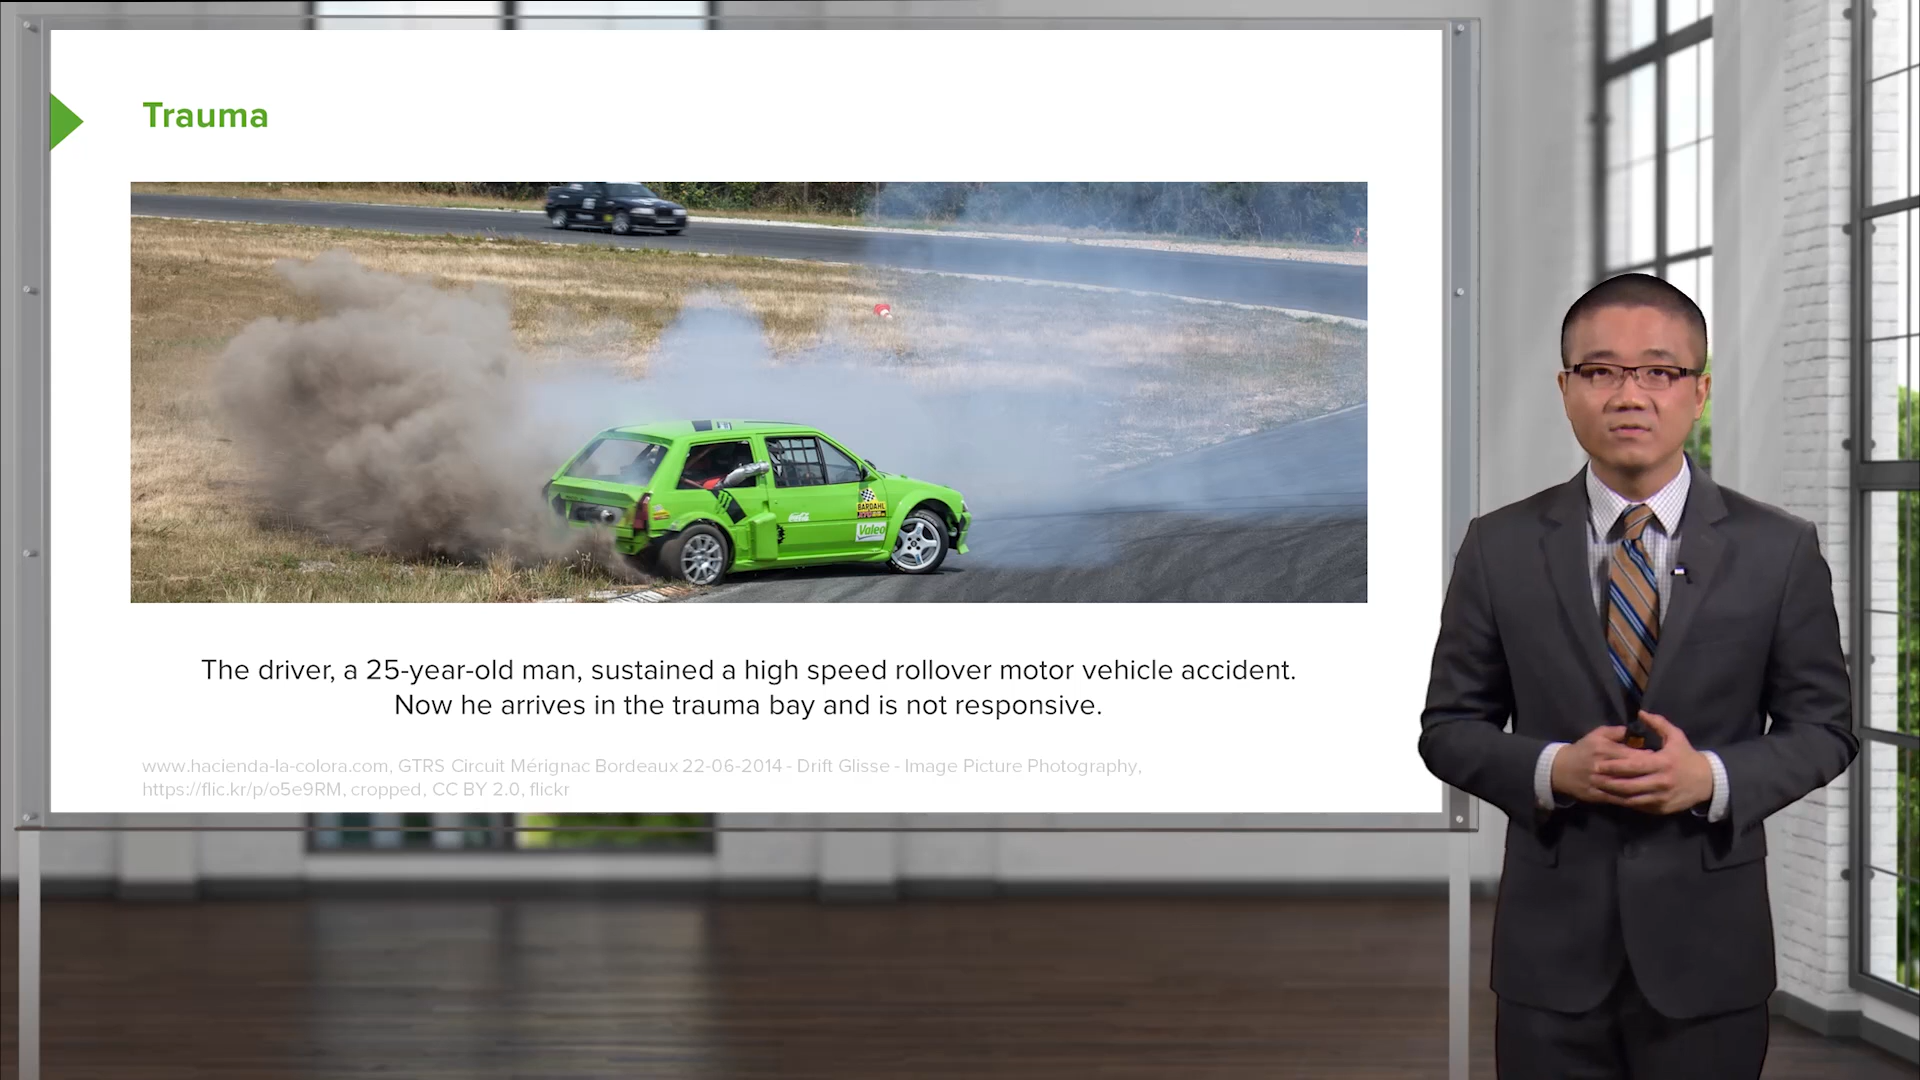 Trauma
BARDAHL
Valeo
The driver, a 25-year-old man, sustained a high speed rollover motor vehicle accident.
Now he arrives in the trauma bay and is not responsive.
www.hacienda-la-colora.com, GTRS Circuit Mérignac Bordeaux 22-06-2014 - Drift Glisse - Image Picture Photography,
https://flic.kr/p/o5e9RM, cropped, CC BY 2.0, flickr